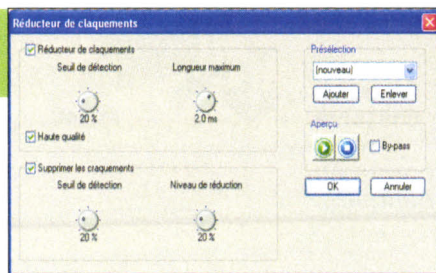 Réducteur de claquements
Réducteur de claquements
Seuil de détection
Longueur maximum
20 %
2.0 ms
Haute qualité
Supprimer les craquements
Seuil de détection
Niveau de réduction
20 %
20 %
Présélection
(nouveau)
Ajouter
Enlever
Aperçu
By-pass
OK
Annuler